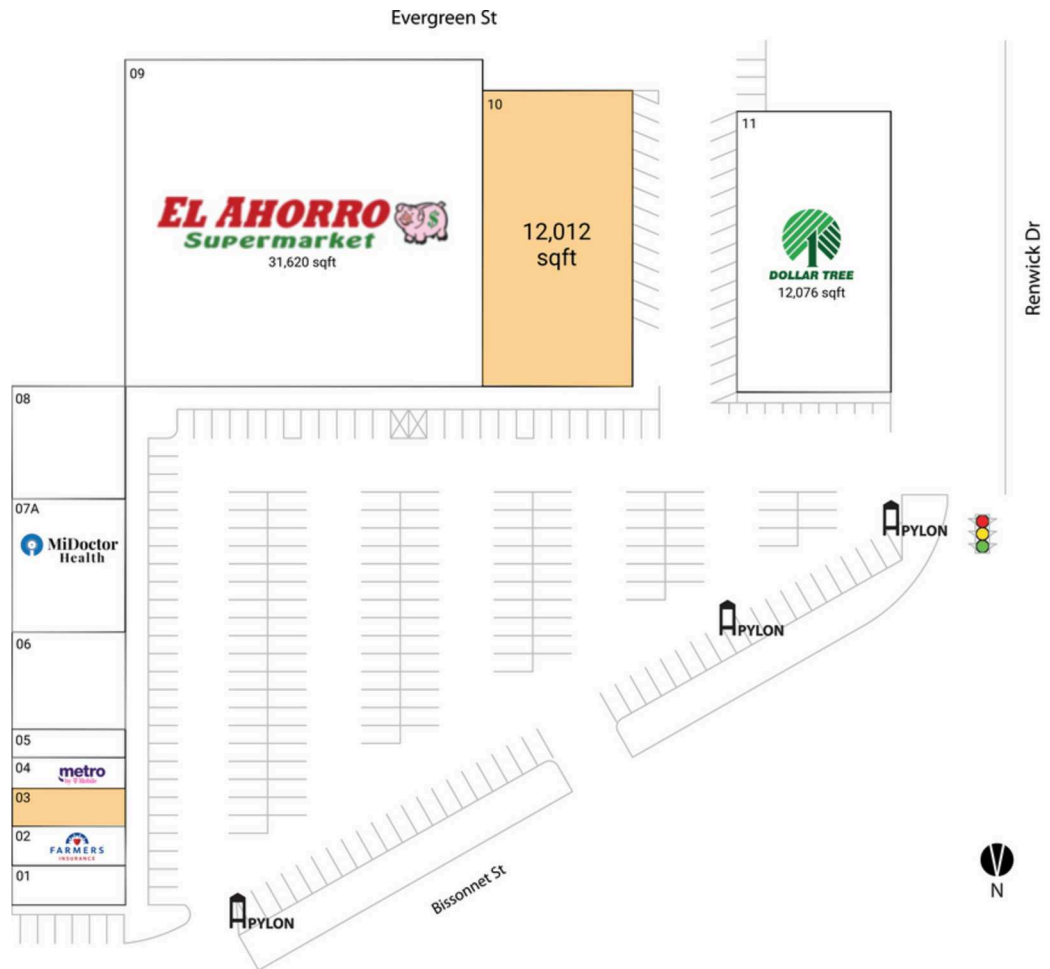 Evergreen St
09
EL AHORRO
Supermarket
$
31,620 sqft
10
12,012
sqft
11
DOLLAR TREE
12,076 sqft
Renwick Dr
08
07A
MiDoctor
Health
06
05
04
metro
by T Mobile
03
02
FARMERS
INSURANCE
01
PYLON
PYLON
PYLON
Bissonnet St
N